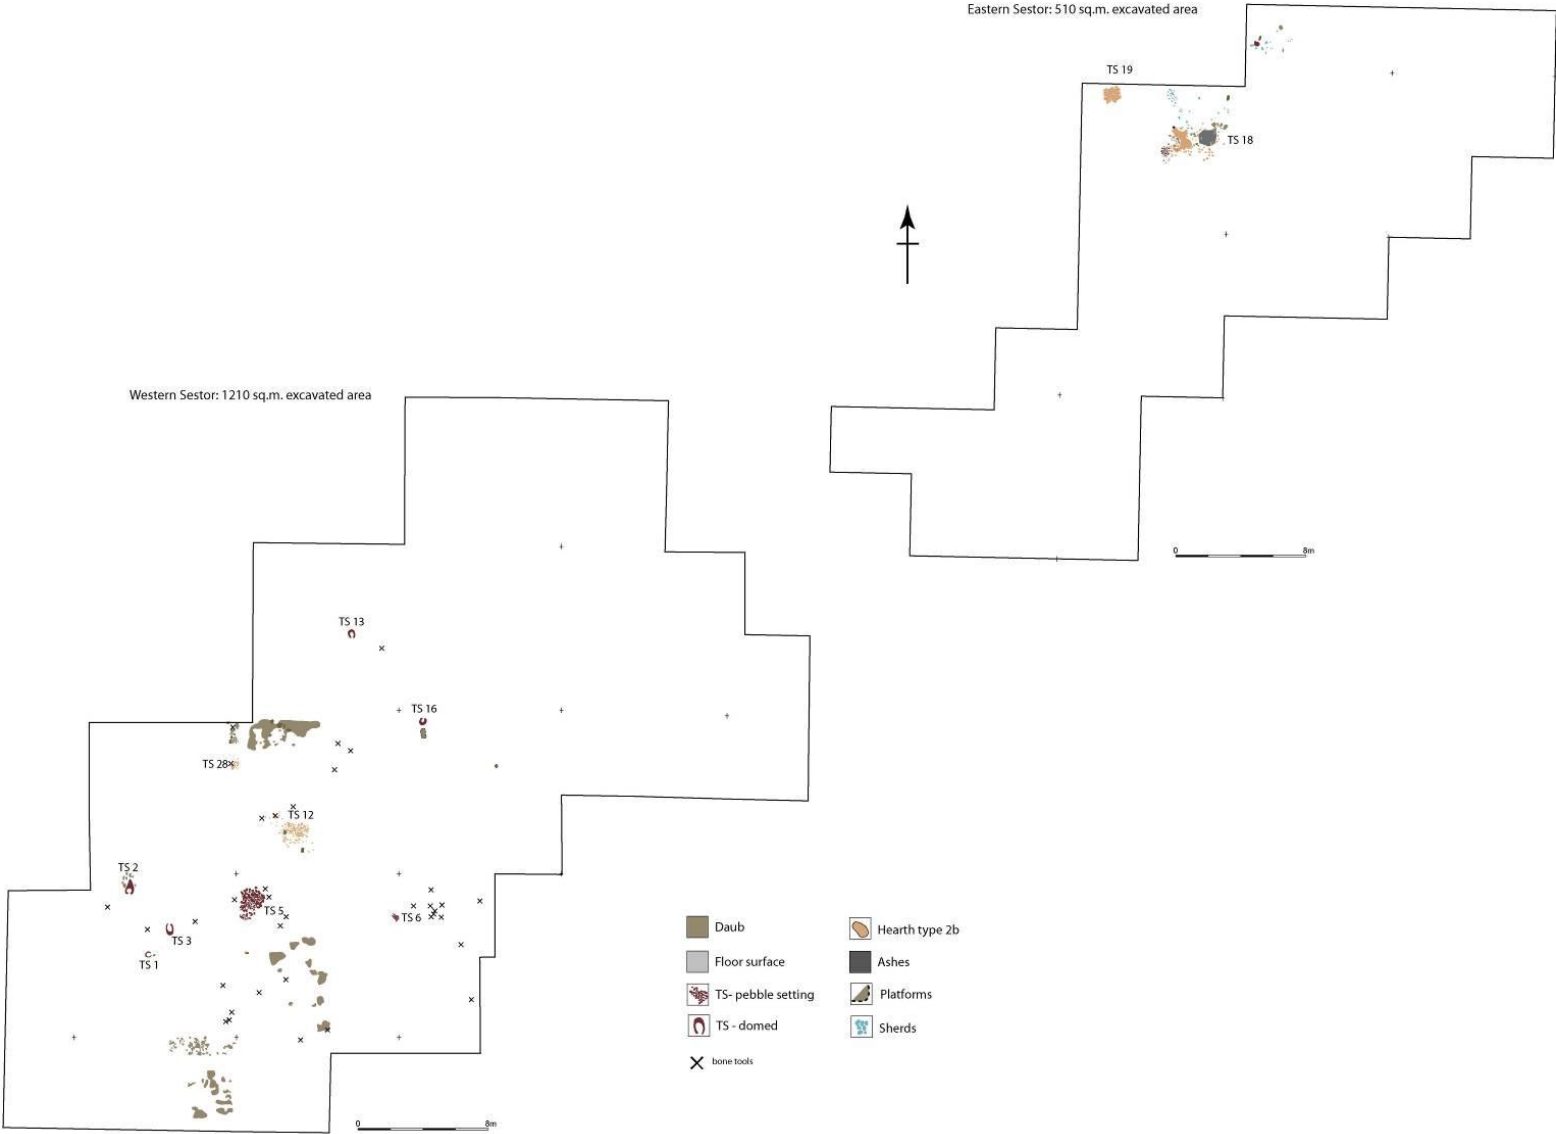 Eastern Sestor: 510 sq.m. excavated area
TS 19
TS 18
Western Sestor: 1210 sq.m. excavated area
0 8m
TS 13
TS 16
TS 28
TS 12
TS 2
TS 5
TS 6
TS 3
TS 1
Daub
Hearth type 2b
Floor surface
Ashes
TS- pebble setting
Platforms
TS - domed
Sherds
bone tools
0 8m